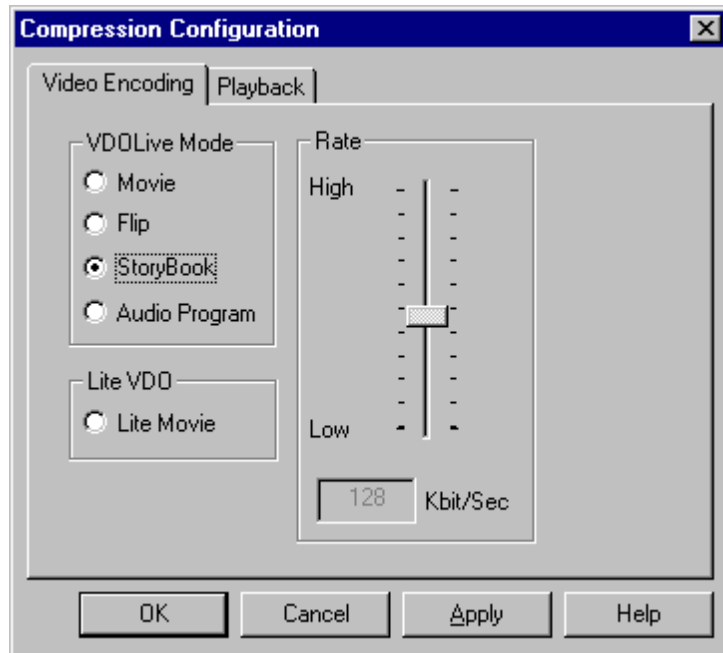 Compression Configuration
Video Encoding
Playback
VDOLive Mode
Movie
Flip
StoryBook
Audio Program
Lite VDO
Lite Movie
Rate
High
Low
128 Kbit/Sec
OK
Cancel
Apply
Help